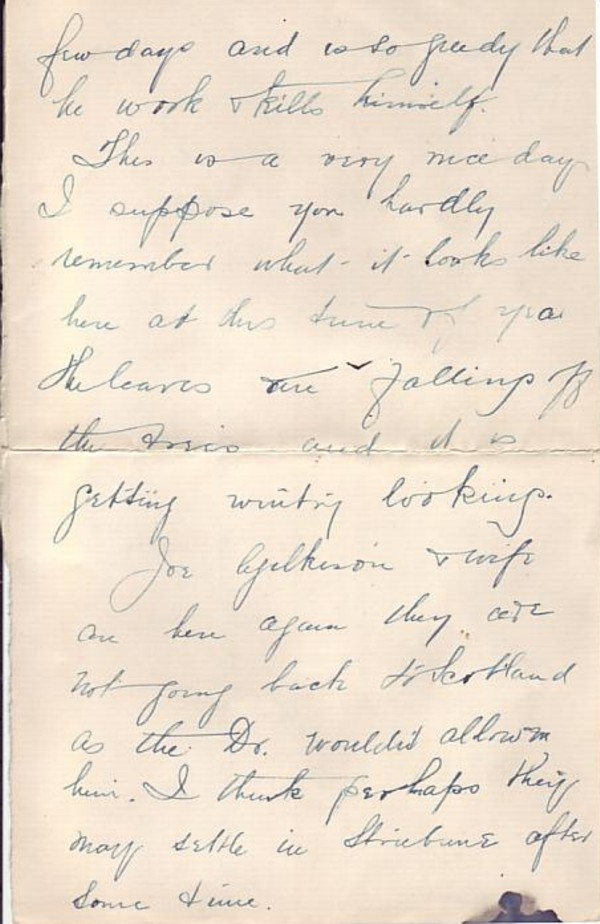 few days and is so greedy that
he work & kills himself.
This is a very nice day
I suppose you hardly
remember what it looks like
here at this time of year
the leaves are falling off
the trees and it is
getting wintry looking.
Joe Gilkison & wife
are here again they are
not going back to Scotland
as the Dr. wouldnt allow
him. I think perhaps they
may settle in Strabane after
some time.